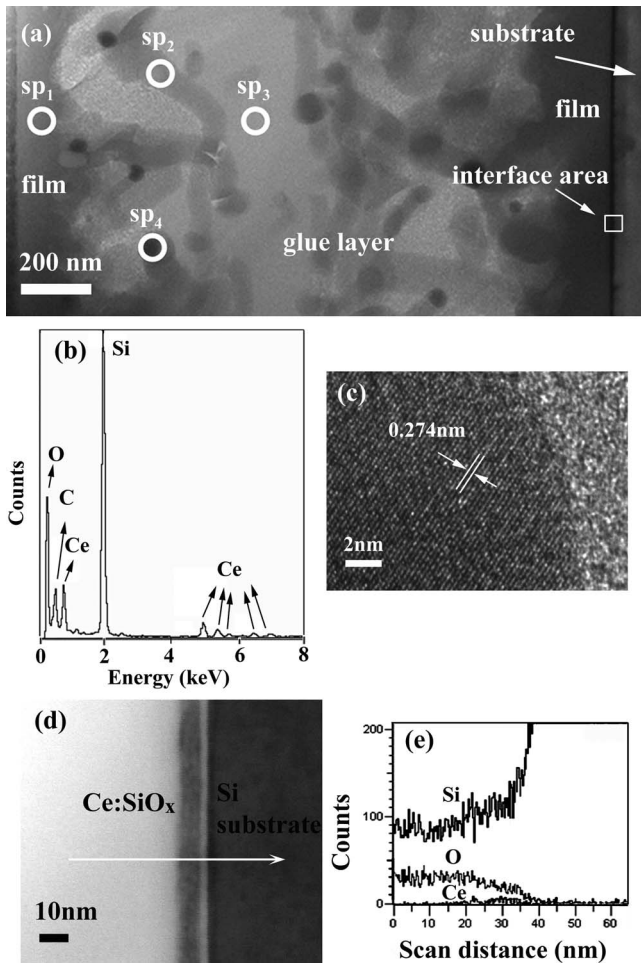 (a)
sp₁
sp₂
sp₃
sp₄
film
glue layer
substrate
film
interface area
200 nm
(b)
Si
O
C
Ce
Ce
Counts
0 2 4 6 8
Energy (keV)
(c)
0.274nm
2nm
(d)
Ce:SiOₓ
Si
substrate
10nm
(e)
200
100
0
Si
O
Ce
Counts
0 10 20 30 40 50 60
Scan distance (nm)